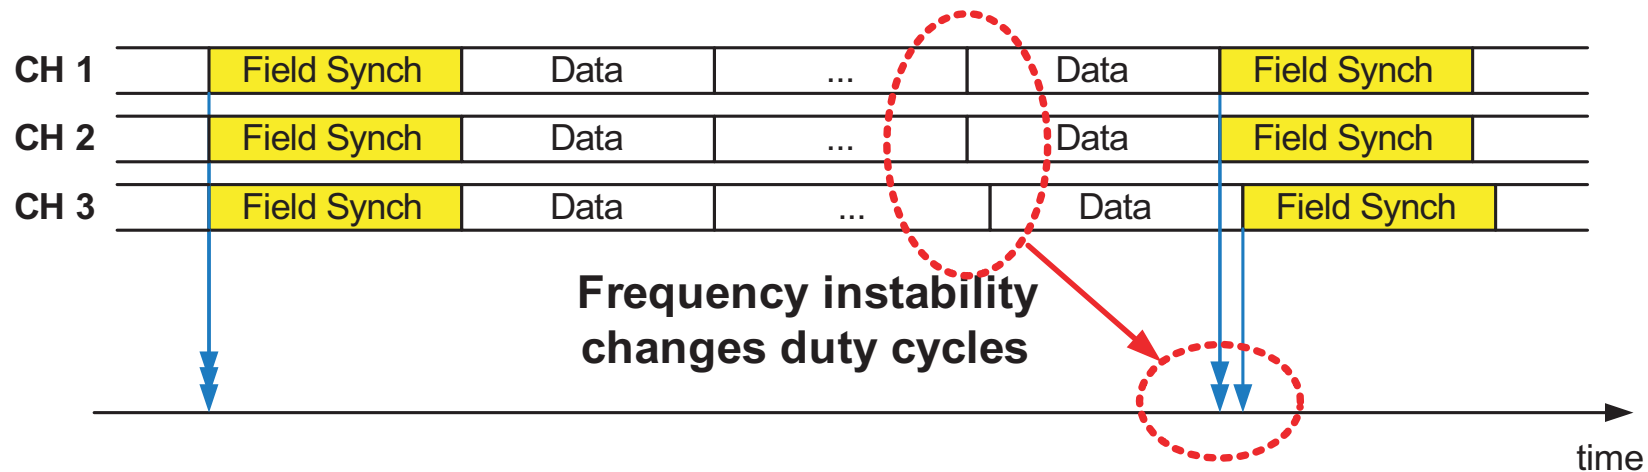 CH 1 Field Synch Data ... Data Field Synch
CH 2 Field Synch Data ... Data Field Synch
CH 3 Field Synch Data ... Data Field Synch
Frequency instability
changes duty cycles
time